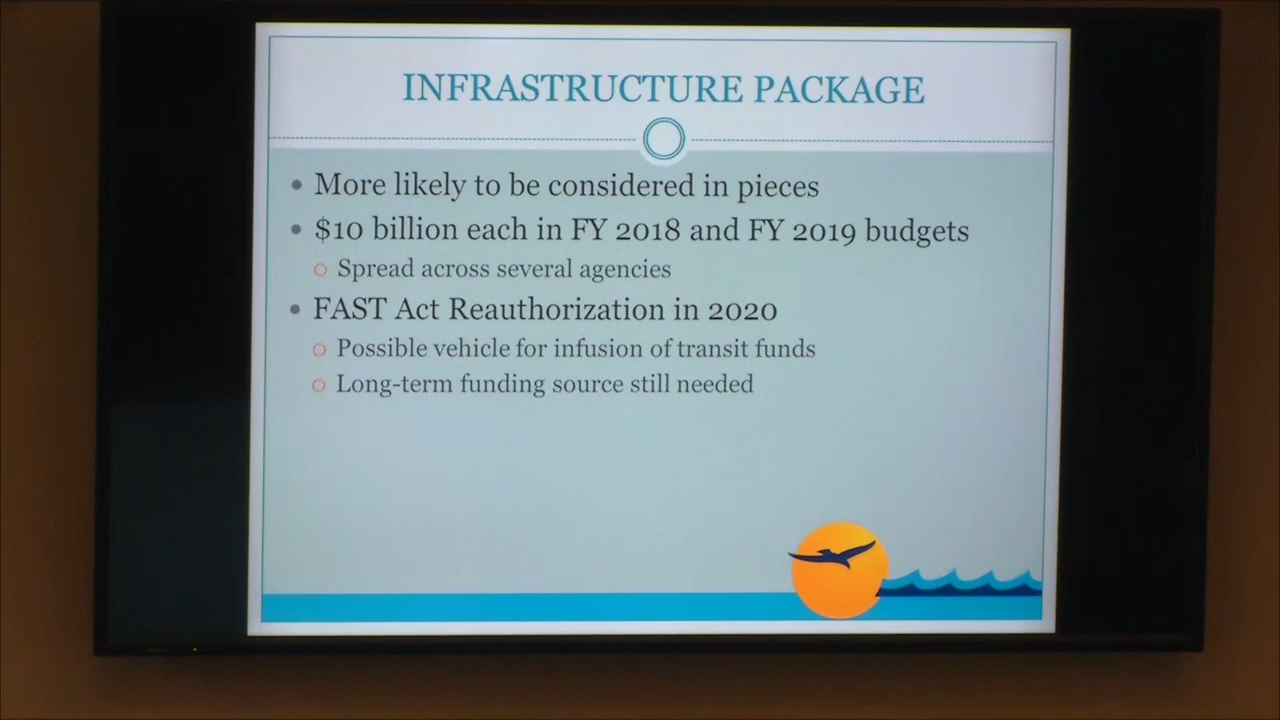 INFRASTRUCTURE PACKAGE
• More likely to be considered in pieces
• $10 billion each in FY 2018 and FY 2019 budgets
○ Spread across several agencies
• FAST Act Reauthorization in 2020
○ Possible vehicle for infusion of transit funds
○ Long-term funding source still needed